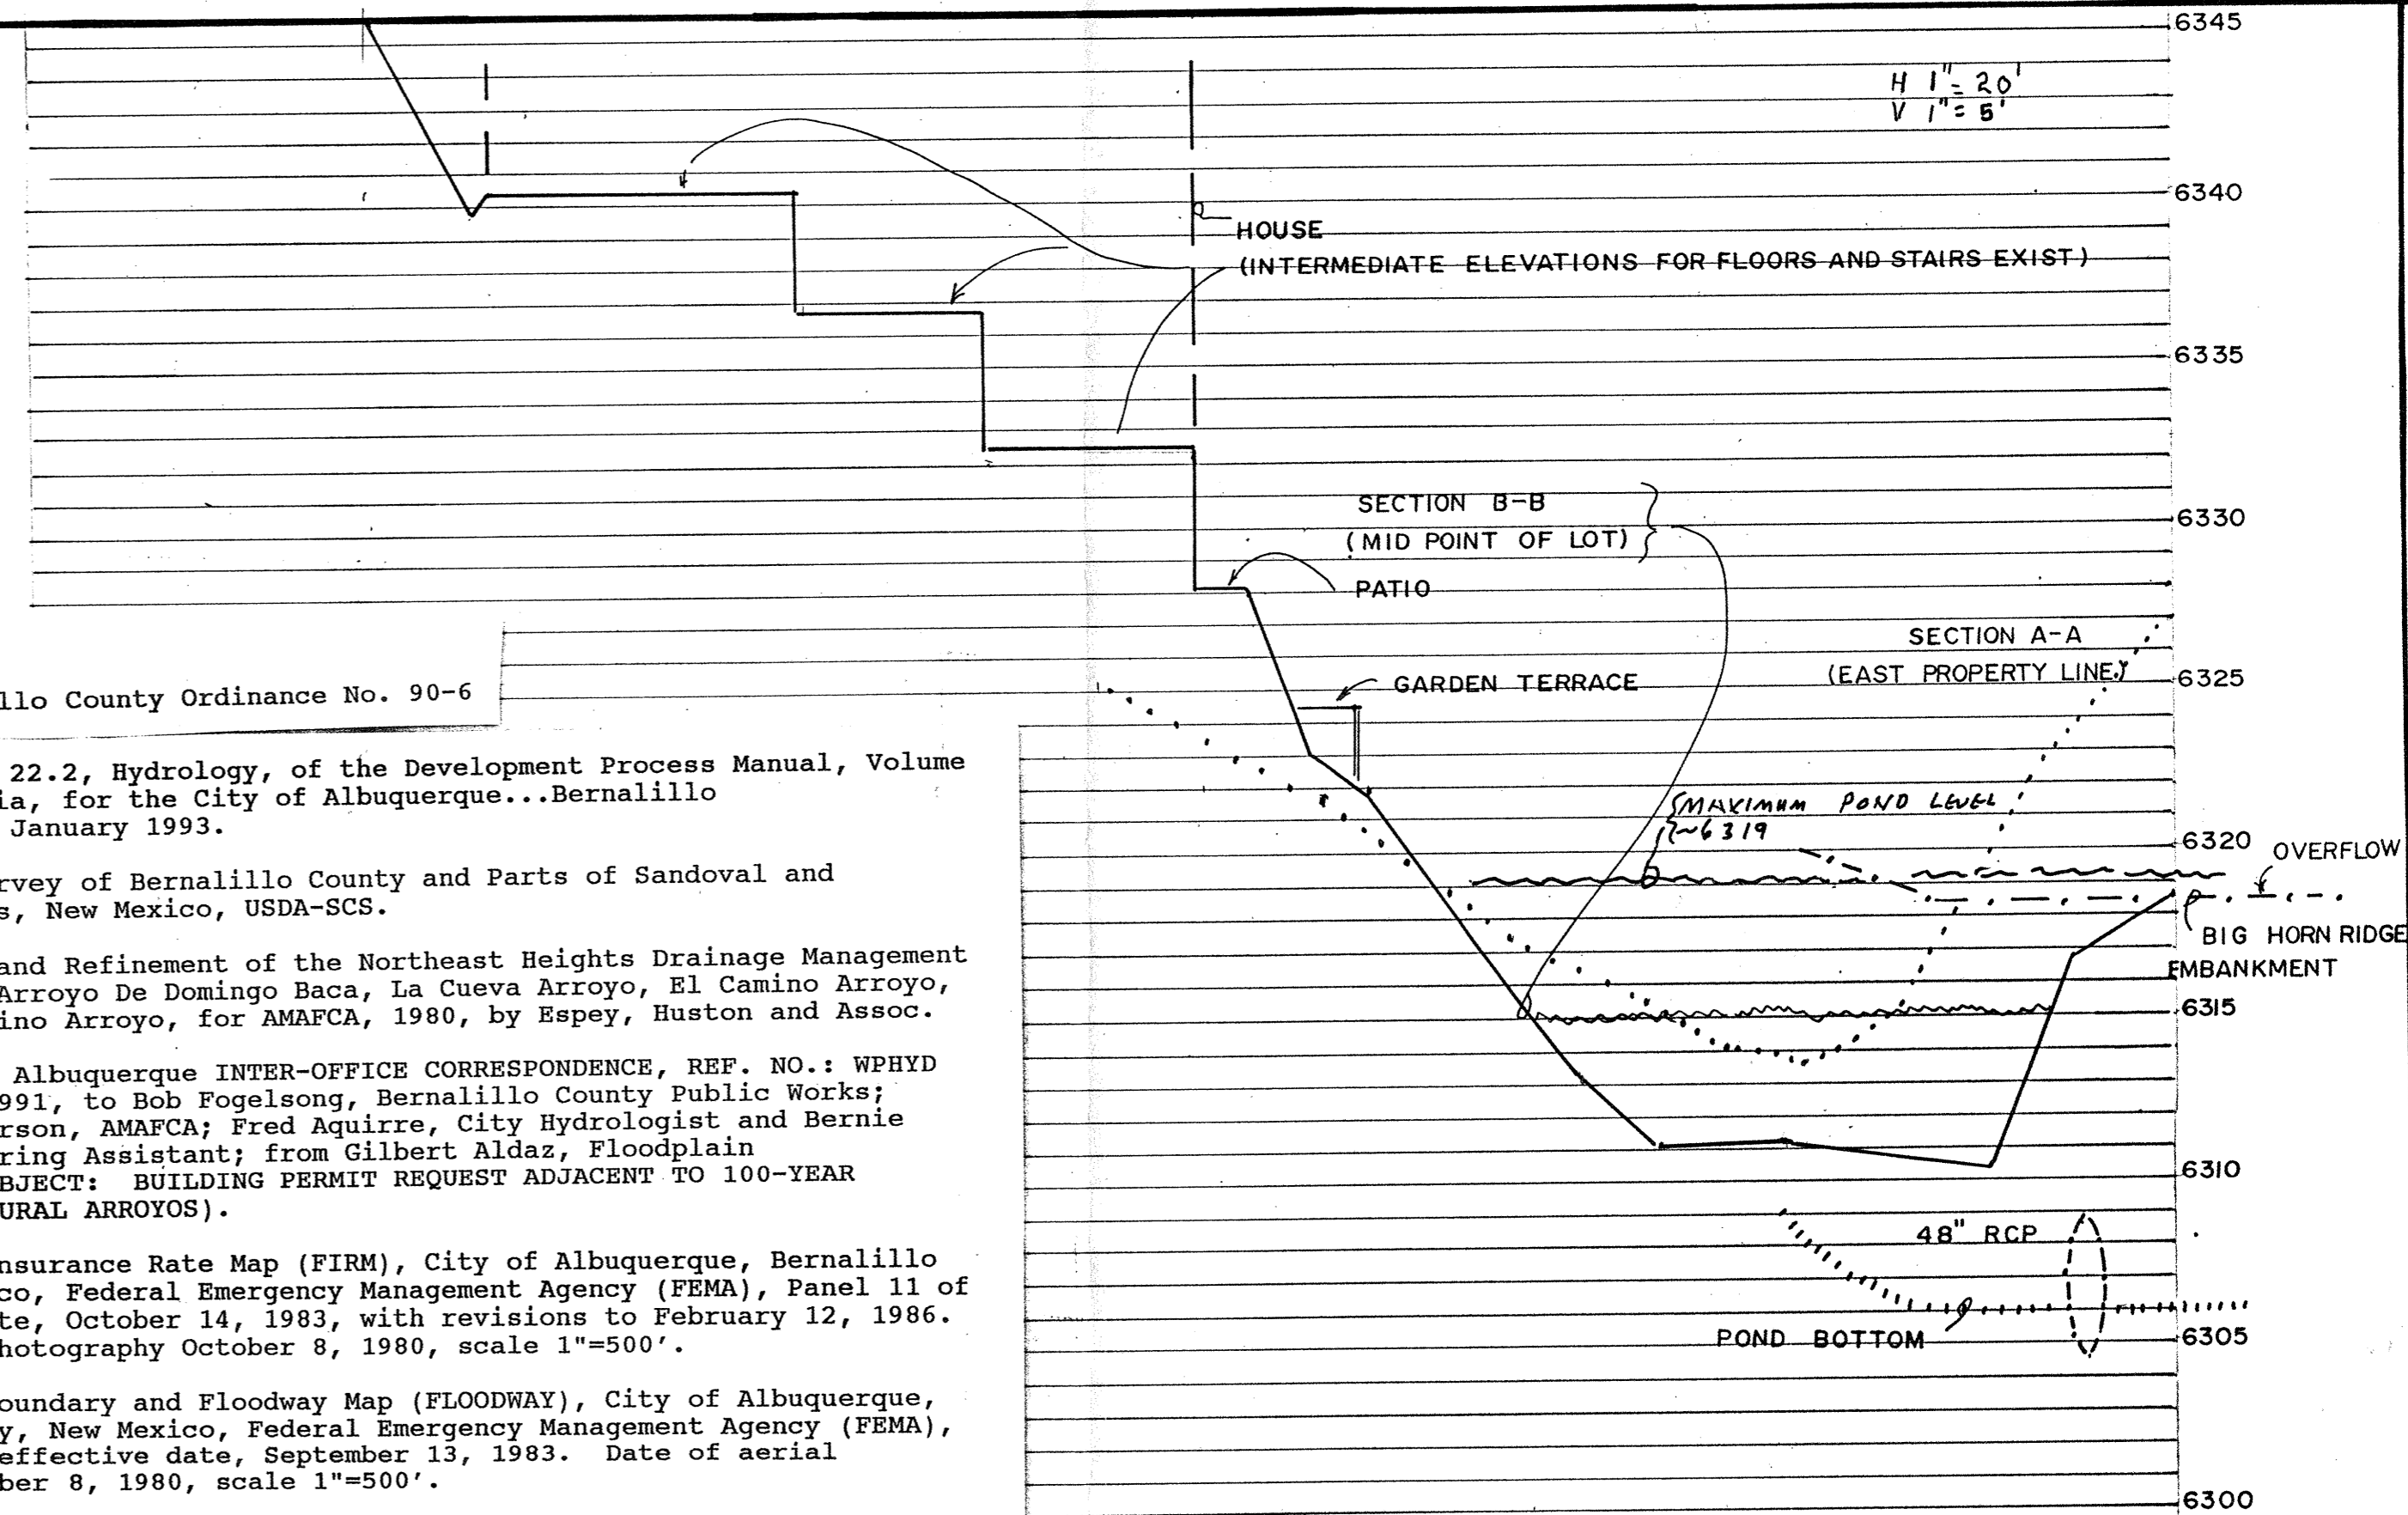 6345
H 1"= 20'
V 1"= 5'
6340
HOUSE
(INTERMEDIATE ELEVATIONS FOR FLOORS AND STAIRS EXIST)
6335
SECTION B-B
(MID POINT OF LOT)
6330
PATIO
SECTION A-A
(EAST PROPERTY LINE)
6325
GARDEN TERRACE
MAXIMUM POND LEVEL
~6319
6320
OVERFLOW
BIG HORN RIDGE
EMBANKMENT
6315
6310
48" RCP
POND BOTTOM
6305
6300
llo County Ordinance No. 90-6
22.2, Hydrology, of the Development Process Manual, Volume
ia, for the City of Albuquerque...Bernalillo
January 1993.
rvey of Bernalillo County and Parts of Sandoval and
s, New Mexico, USDA-SCS.
and Refinement of the Northeast Heights Drainage Management
Arroyo De Domingo Baca, La Cueva Arroyo, El Camino Arroyo,
ino Arroyo, for AMAFCA, 1980, by Espey, Huston and Assoc.
Albuquerque INTER-OFFICE CORRESPONDENCE, REF. NO.: WPHYD
991, to Bob Fogelsong, Bernalillo County Public Works;
rson, AMAFCA; Fred Aquirre, City Hydrologist and Bernie
ring Assistant; from Gilbert Aldaz, Floodplain
BJECT: BUILDING PERMIT REQUEST ADJACENT TO 100-YEAR
URAL ARROYOS).
nsurance Rate Map (FIRM), City of Albuquerque, Bernalillo
co, Federal Emergency Management Agency (FEMA), Panel 11 of
te, October 14, 1983, with revisions to February 12, 1986.
hotography October 8, 1980, scale 1"=500'.
oundary and Floodway Map (FLOODWAY), City of Albuquerque,
y, New Mexico, Federal Emergency Management Agency (FEMA),
effective date, September 13, 1983. Date of aerial
ber 8, 1980, scale 1"=500'.